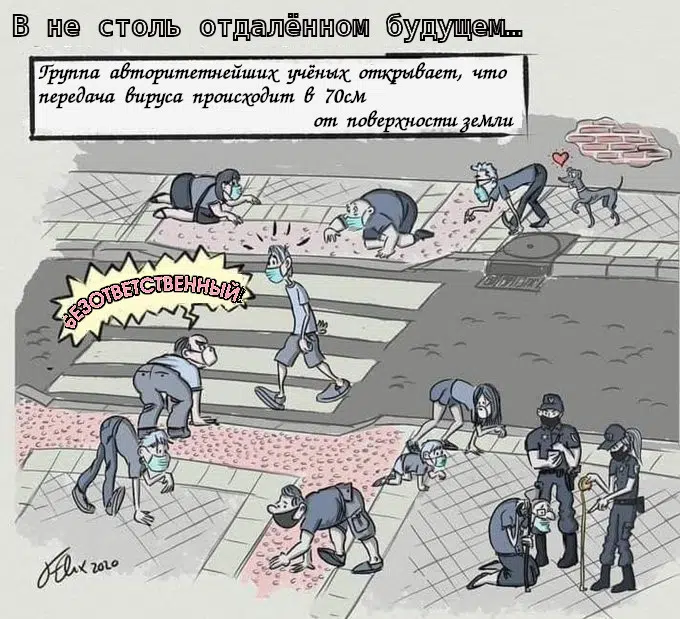 В не столь отдалённом будущем…
Группа авторитетнейших учёных открывает, что
передача вируса происходит в 70см
от поверхности земли
БЕЗОТВЕТСТВЕННЫЙ!
Felix 2020